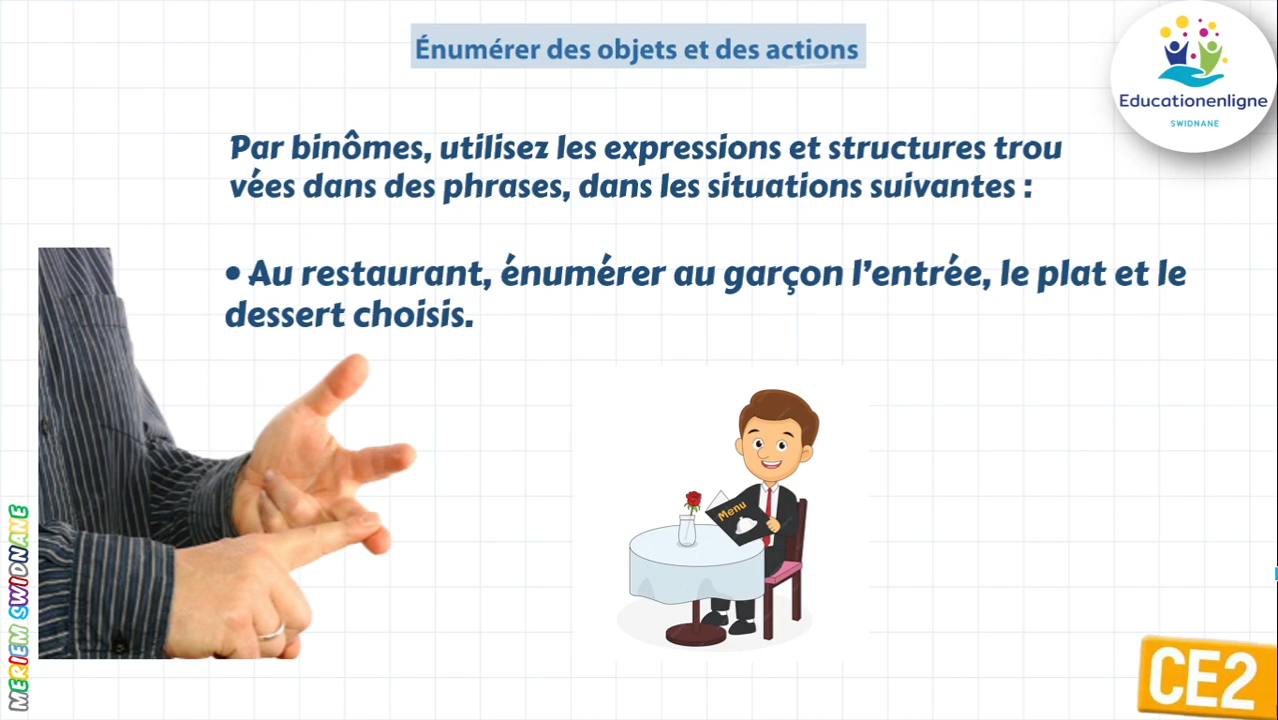 Énumérer des objets et des actions
Educationenligne
SWIDNANE
Par binômes, utilisez les expressions et structures trou
vées dans des phrases, dans les situations suivantes :
• Au restaurant, énumérer au garçon l'entrée, le plat et le
dessert choisis.
Menu
MERIEM SWIDNANE
CE2